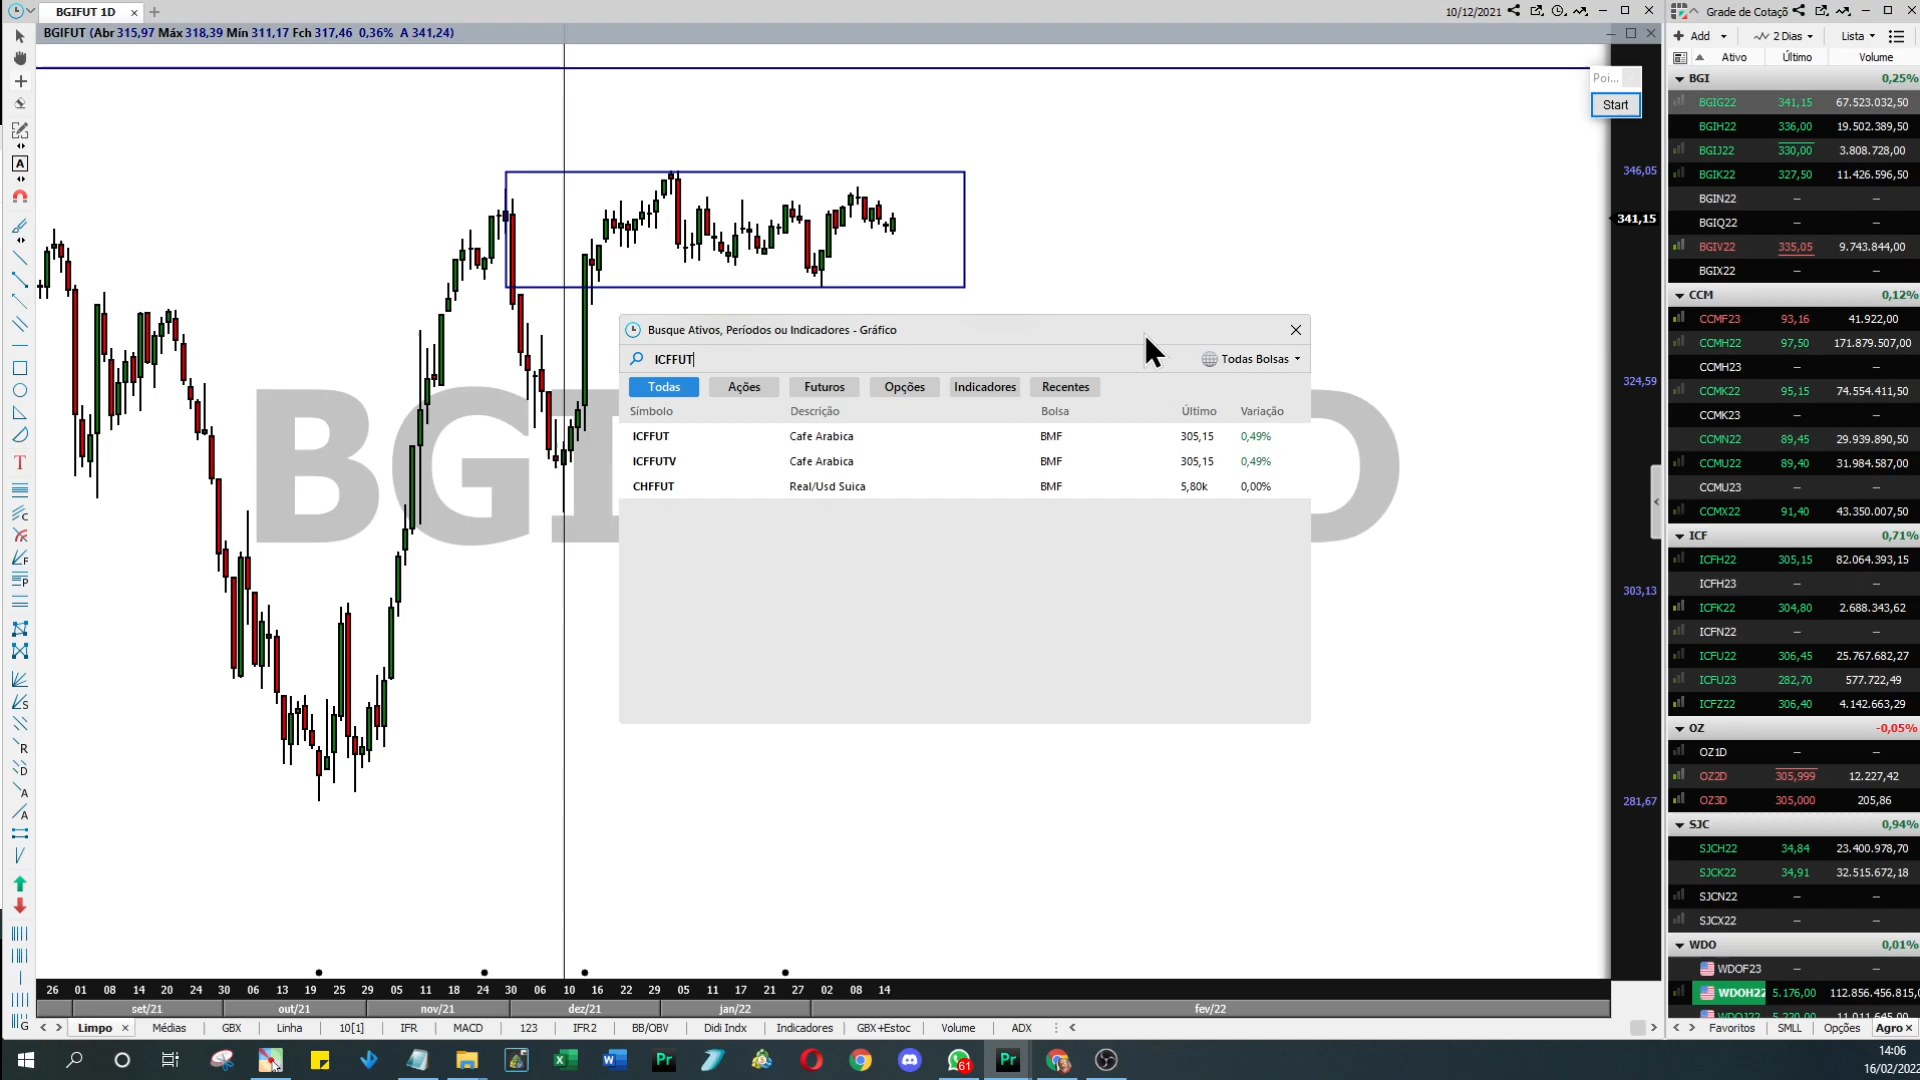 BGIFUT 1D
10/12/2021
Grade de Cotaçõ
BGIFUT (Abr 315,97 Máx 318,39 Mín 311,17 Fch 317,46 0,36% A 341,24)
Add
2 Dias
Lista
Ativo Último Volume
Poi...
Start
346,05
341,15
324,59
303,13
281,67
Busque Ativos, Períodos ou Indicadores - Gráfico
ICFFUT
Todas Bolsas
Todas Ações Futuros Opções Indicadores Recentes
Símbolo Descrição Bolsa Último Variação
ICFFUT Cafe Arabica BMF 305,15 0,49%
ICFFUTV Cafe Arabica BMF 305,15 0,49%
CHFFUT Real/Usd Suica BMF 5,80k 0,00%
BGI 0,25%
BGIG22 341,15 67.523.032,50
BGIH22 336,00 19.502.389,50
BGIJ22 330,00 3.808.728,00
BGIK22 327,50 11.426.596,50
BGIN22 – –
BGIQ22 – –
BGIV22 335,05 9.743.844,00
BGIX22 – –
CCM 0,12%
CCMF23 93,16 41.922,00
CCMH22 97,50 171.879.507,00
CCMH23 – –
CCMK22 95,15 74.554.411,50
CCMK23 – –
CCMN22 89,45 29.939.890,50
CCMU22 89,40 31.984.587,00
CCMU23 – –
CCMX22 91,40 43.350.007,50
ICF 0,71%
ICFH22 305,15 82.064.393,15
ICFH23 – –
ICFK22 304,80 2.688.343,62
ICFN22 – –
ICFU22 306,45 25.767.682,27
ICFU23 282,70 577.722,49
ICFZ22 306,40 4.142.663,29
OZ -0,05%
OZ1D – –
OZ2D 305,999 12.227,42
OZ3D 305,000 205,86
SJC 0,94%
SJCH22 34,84 23.400.978,70
SJCK22 34,91 32.515.672,18
SJCN22 – –
SJCX22 – –
WDO 0,01%
WDOF23 – –
WDOH22 5.176,00 112.856.456.815,0
26 01 08 14 20 24 30 06 13 19 25 29 05 11 18 24 30 06 10 16 22 29 05 11 17 21 27 02 08 14
set/21 out/21 nov/21 dez/21 jan/22 fev/22
Limpo Médias GBX Linha 10[1] IFR MACD 123 IFR2 BB/OBV Didi Indx Indicadores GBX+Estoc Volume ADX
Favoritos SMLL Opções Agro
61
14:06
16/02/2022